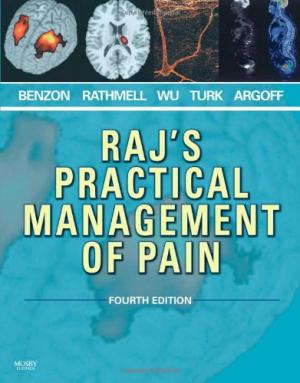 BENZON RATHMELL WU TURK ARGOFF
RAJ'S
PRACTICAL
MANAGEMENT
OF PAIN
FOURTH EDITION
MOSBY
ELSEVIER